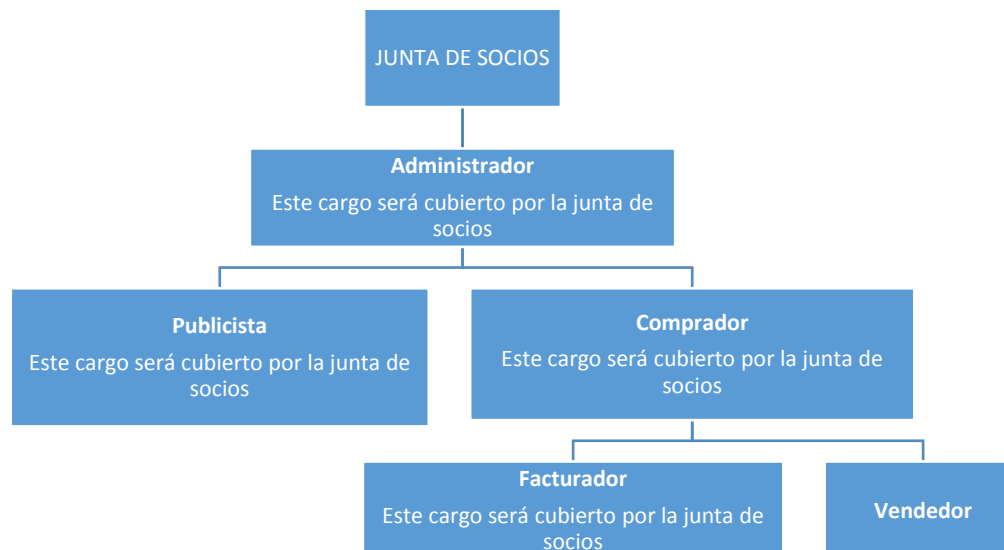 JUNTA DE SOCIOS
Administrador
Este cargo será cubierto por la junta de
socios
Publicista
Este cargo será cubierto por la junta de
socios
Comprador
Este cargo será cubierto por la junta de
socios
Facturador
Este cargo será cubierto por la junta de
socios
Vendedor